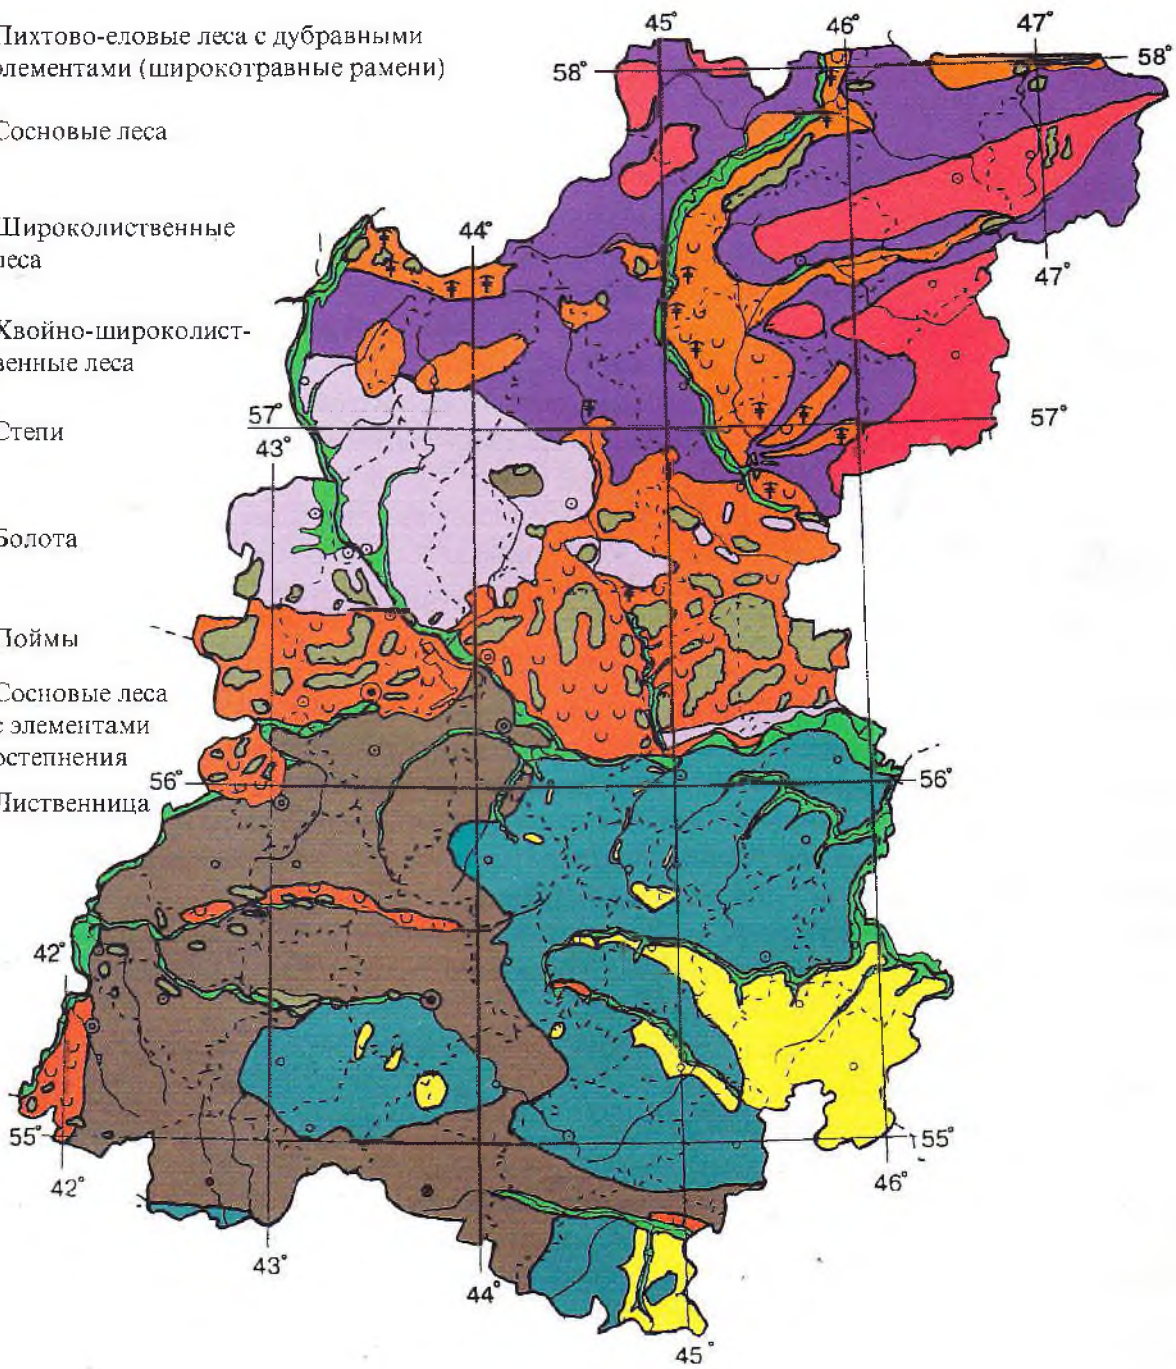 Пихтово-еловые леса с дубравными
элементами (широкотравные рамени)
Сосновые леса
Широколиственные
леса
Хвойно-широколист-
венные леса
Степи
Болота
Поймы
Сосновые леса
с элементами
остепнения
Лиственница
45°
46°
47°
58°
58°
44°
47°
57°
57°
43°
56°
56°
42°
55°
55°
42°
46°
43°
44°
45°